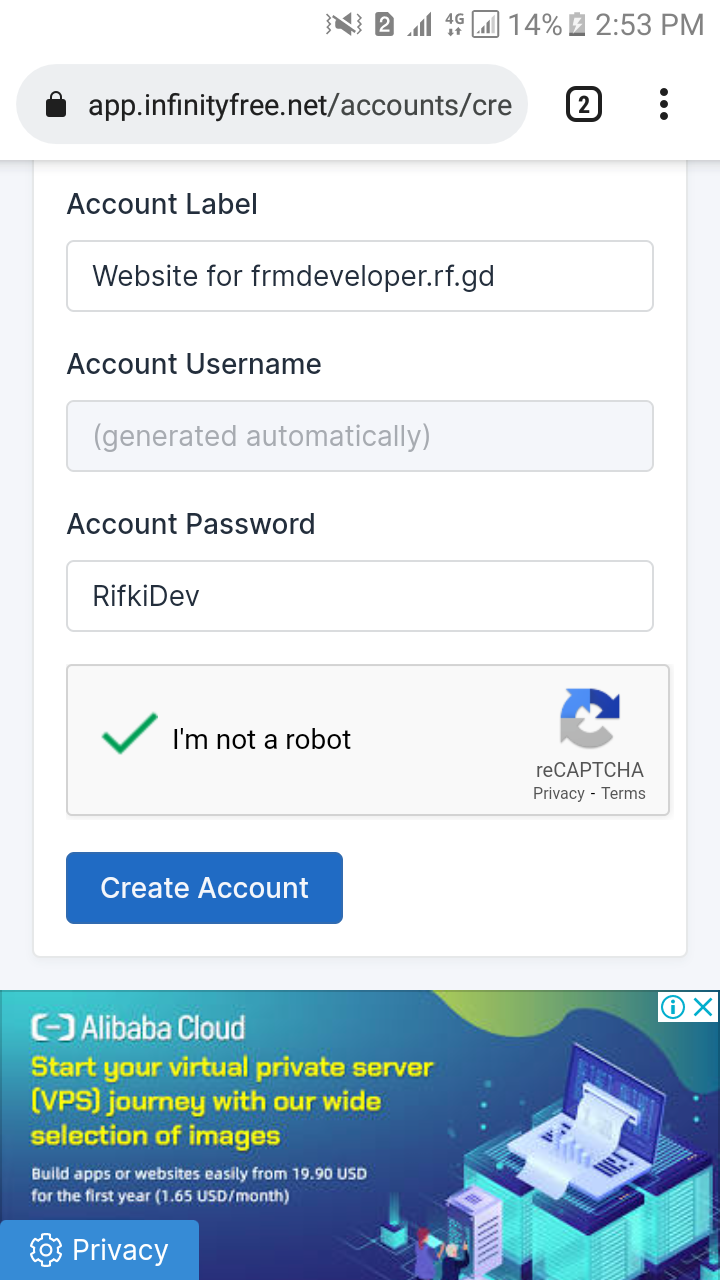 2 4G 14% 2:53 PM
app.infinityfree.net/accounts/cre 2
Account Label
Website for frmdeveloper.rf.gd
Account Username
(generated automatically)
Account Password
RifkiDev
I'm not a robot
reCAPTCHA
Privacy - Terms
Create Account
Alibaba Cloud
Start your virtual private server
(VPS) journey with our wide
selection of images
Build apps or websites easily from 19.90 USD
for the first year (1.65 USD/month)
Privacy